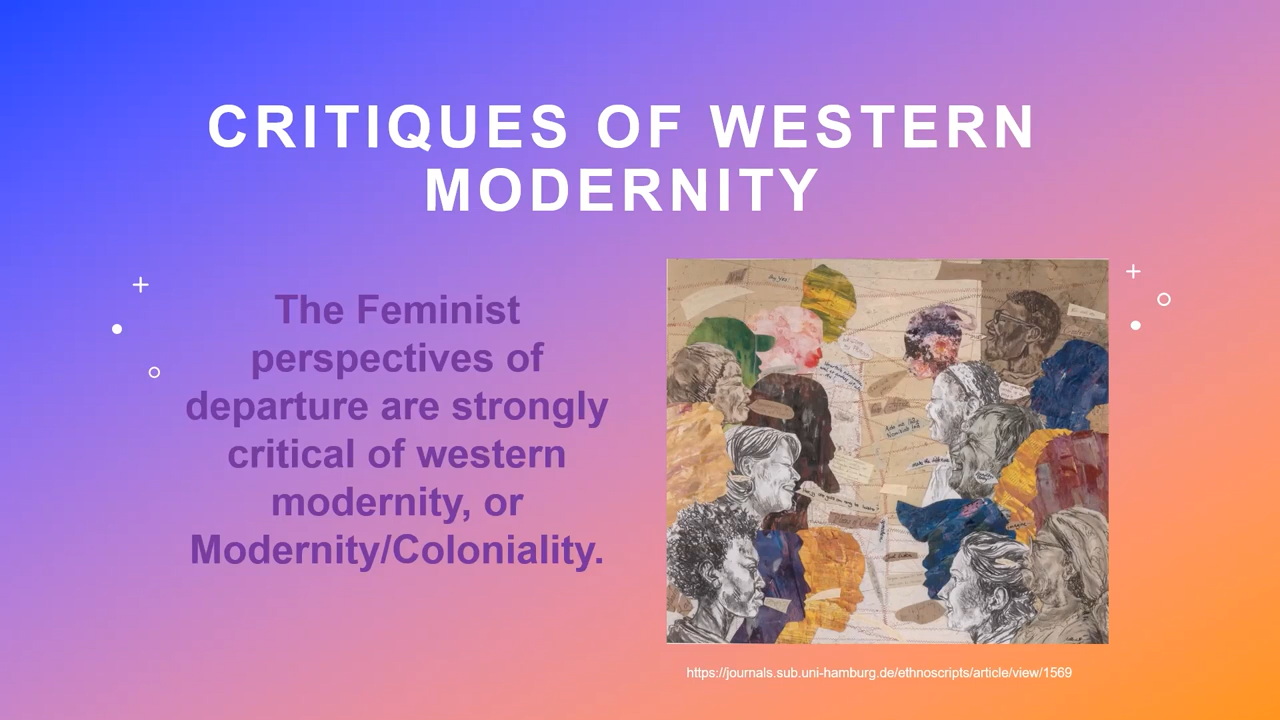 CRITIQUES OF WESTERN
MODERNITY
The Feminist
perspectives of
departure are strongly
critical of western
modernity, or
Modernity/Coloniality.
https://journals.sub.uni-hamburg.de/ethnoscripts/article/view/1569